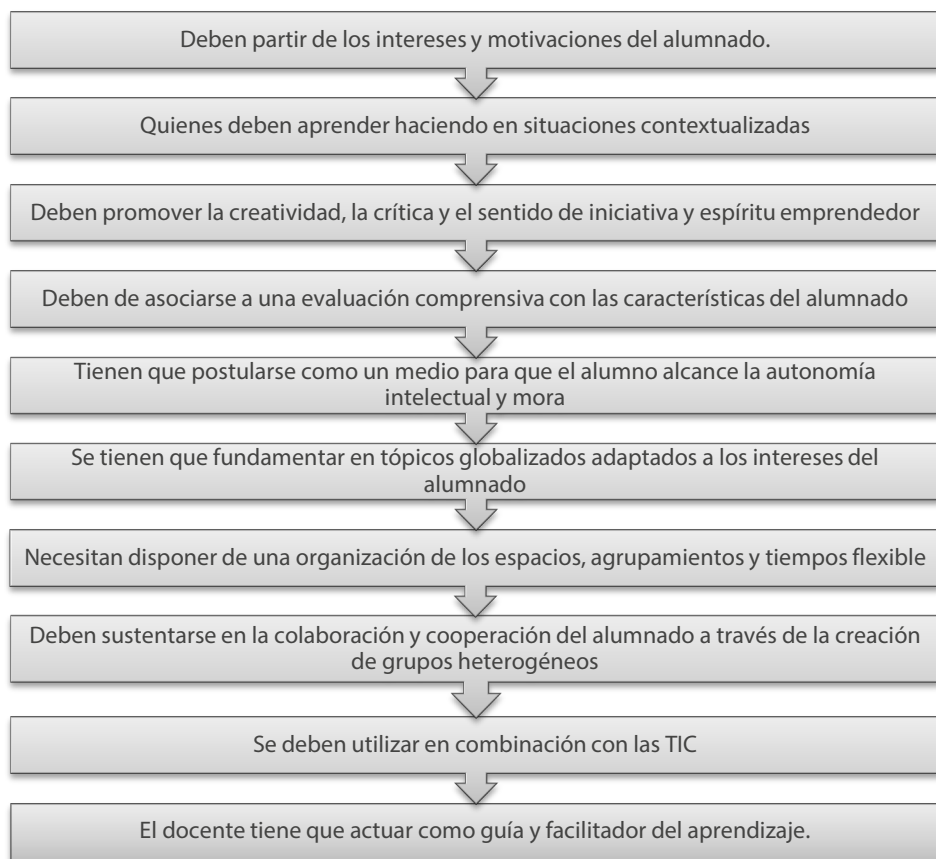 Deben partir de los intereses y motivaciones del alumnado.
Quienes deben aprender haciendo en situaciones contextualizadas
Deben promover la creatividad, la crítica y el sentido de iniciativa y espíritu emprendedor
Deben de asociarse a una evaluación comprensiva con las características del alumnado
Tienen que postularse como un medio para que el alumno alcance la autonomía
intelectual y mora
Se tienen que fundamentar en tópicos globalizados adaptados a los intereses del
alumnado
Necesitan disponer de una organización de los espacios, agrupamientos y tiempos flexible
Deben sustentarse en la colaboración y cooperación del alumnado a través de la creación
de grupos heterogéneos
Se deben utilizar en combinación con las TIC
El docente tiene que actuar como guía y facilitador del aprendizaje.